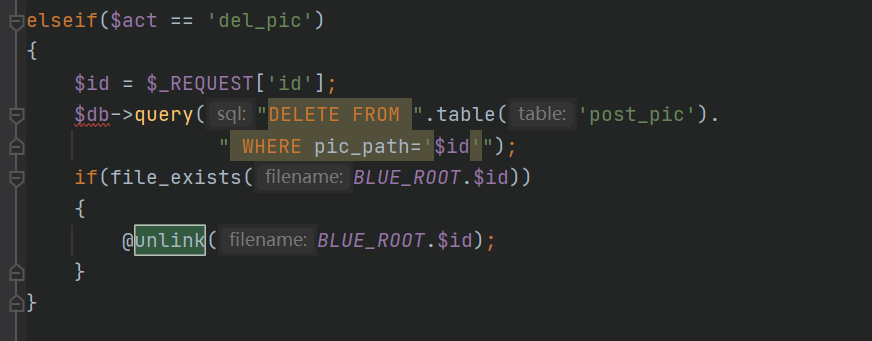 elseif($act == 'del_pic')
{
$id = $_REQUEST['id'];
$db->query( sql: "DELETE FROM ".table( table: 'post_pic').
" WHERE pic_path='$id'");
if(file_exists( filename: BLUE_ROOT.$id))
{
@unlink( filename: BLUE_ROOT.$id);
}
}